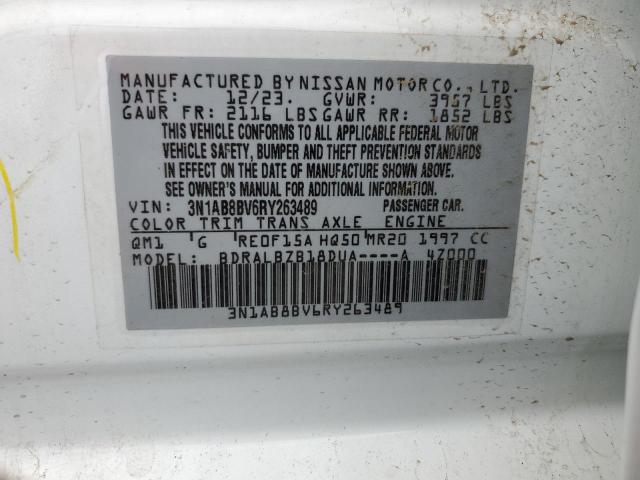 MANUFACTURED BY NISSAN MOTOR CO., LTD.
DATE: 12/23. GVWR: 3957 LBS
GAWR FR: 2116 LBS GAWR RR: 1852 LBS
THIS VEHICLE CONFORMS TO ALL APPLICABLE FEDERAL MOTOR
VEHICLE SAFETY, BUMPER AND THEFT PREVENTION STANDARDS
IN EFFECT ON THE DATE OF MANUFACTURE SHOWN ABOVE.
SEE OWNER'S MANUAL FOR ADDITIONAL INFORMATION.
VIN: 3N1AB8BV6RY263489 PASSENGER CAR.
COLOR TRIM TRANS AXLE ENGINE
QM1 G RE0F15A HQ50 MR20 1997 CC
MODEL: BDRALBZB18DUA----A 4Z000
3N1AB8BV6RY263489